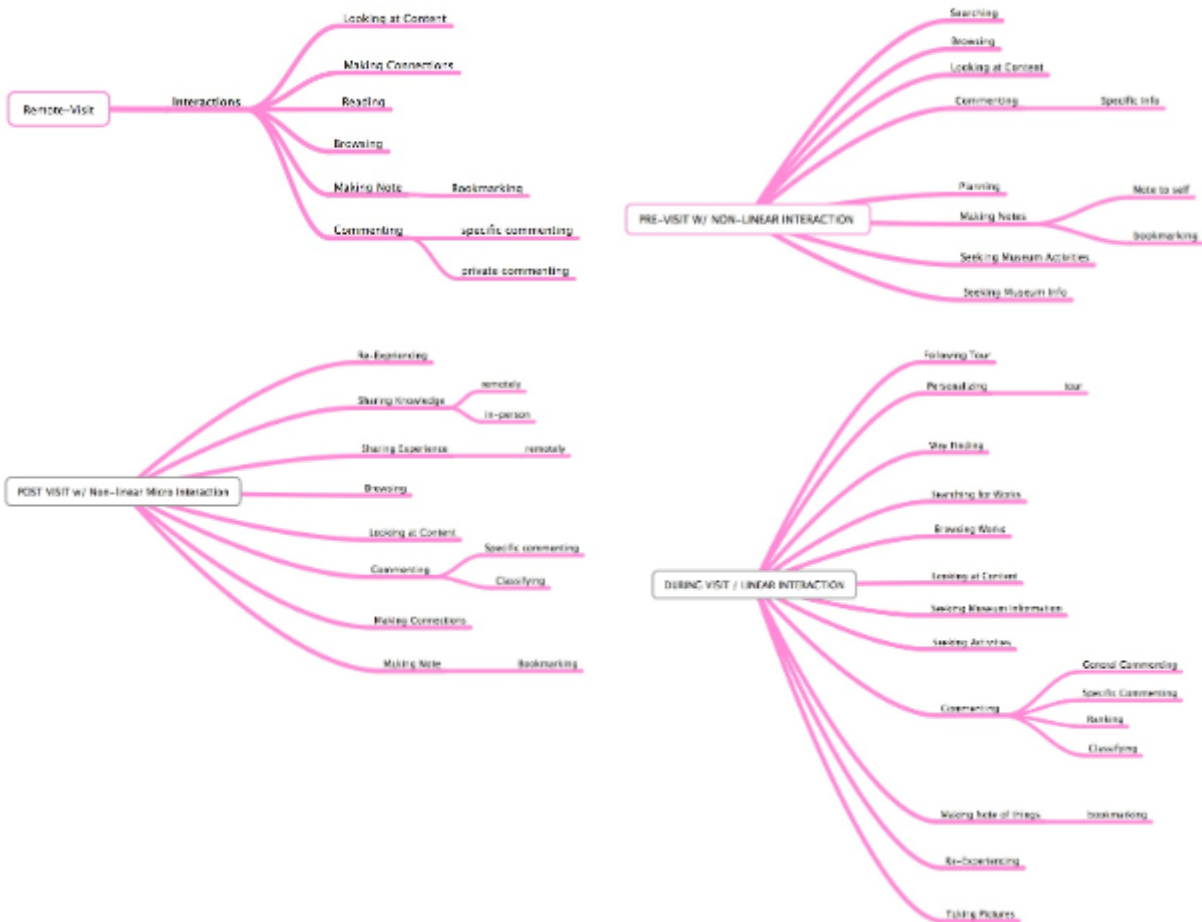 Remote-Visit
Interactions
Looking at Content
Making Connections
Reading
Browsing
Making Note
Bookmarking
Commenting
specific commenting
private commenting
PRE-VISIT W/ NON-LINEAR INTERACTION
Searching
Browsing
Looking at Content
Commenting
Specific Info
Planning
Making Notes
Note to self
bookmarking
Seeking Museum Activities
Seeking Museum Info
POST VISIT w/ Non-linear Micro Interaction
Re-Expriencing
Sharing Knowledge
remotely
in-person
Sharing Experience
remotely
Browsing
Looking at Content
Commenting
Specific commenting
Classifying
Making Connections
Making Note
Bookmarking
DURING VISIT / LINEAR INTERACTION
Following Tour
Personalizing
tour
Way Finding
Searching for Works
Browsing Works
Looking at Content
Seeking Museum Information
Seeking Activities
Commenting
General Commenting
Specific Commenting
Ranking
Classifying
Making Note of things
bookmarking
Re-Experiencing
Taking Pictures